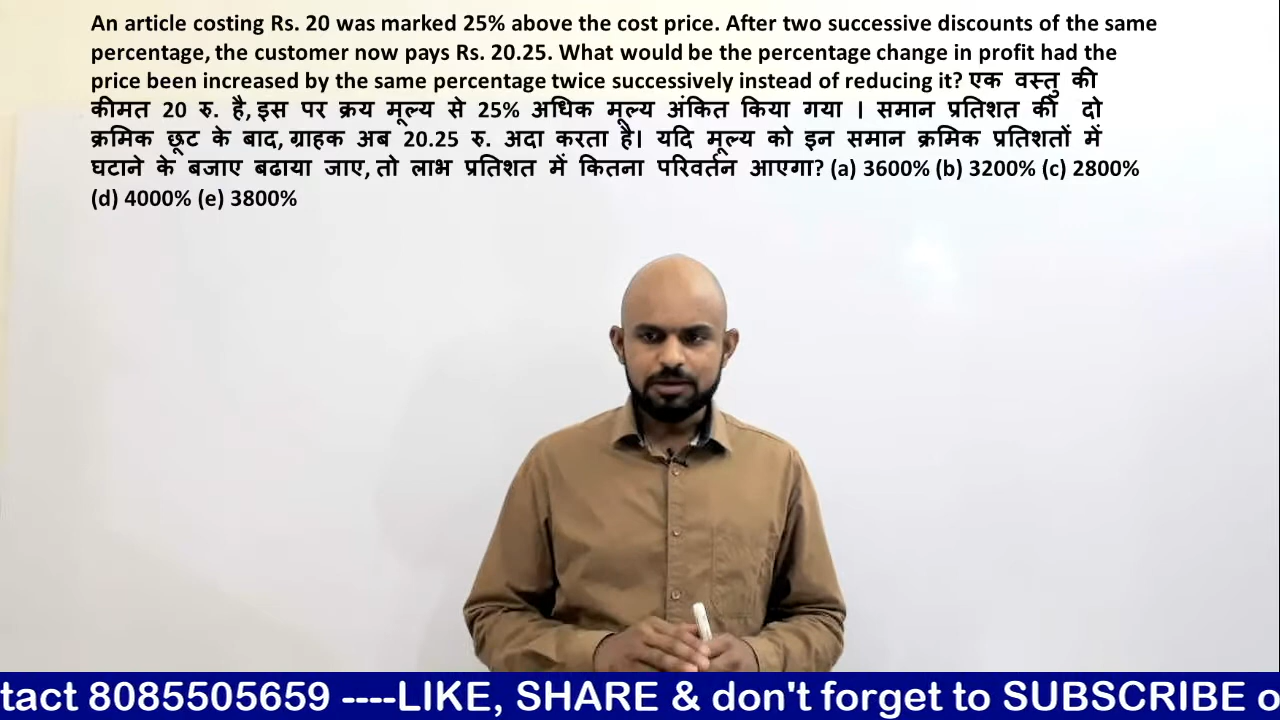 An article costing Rs. 20 was marked 25% above the cost price. After two successive discounts of the same
percentage, the customer now pays Rs. 20.25. What would be the percentage change in profit had the
price been increased by the same percentage twice successively instead of reducing it? एक वस्तु की
कीमत 20 रु. है, इस पर क्रय मूल्य से 25% अधिक मूल्य अंकित किया गया । समान प्रतिशत की दो
क्रमिक छूट के बाद, ग्राहक अब 20.25 रु. अदा करता है। यदि मूल्य को इन समान क्रमिक प्रतिशतों में
घटाने के बजाए बढाया जाए, तो लाभ प्रतिशत में कितना परिवर्तन आएगा? (a) 3600% (b) 3200% (c) 2800%
(d) 4000% (e) 3800%
tact 8085505659 ----LIKE, SHARE & don't forget to SUBSCRIBE o